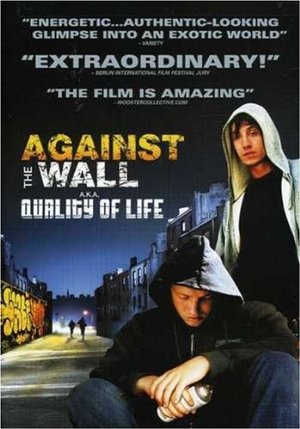 "ENERGETIC...AUTHENTIC-LOOKING
GLIMPSE INTO AN EXOTIC WORLD"
– VARIETY
"EXTRAORDINARY!"
– BERLIN INTERNATIONAL FILM FESTIVAL JURY
"THE FILM IS AMAZING"
– WOOSTERCOLLECTIVE.COM
AGAINST
THE WALL
A.K.A.
QUALITY OF LIFE